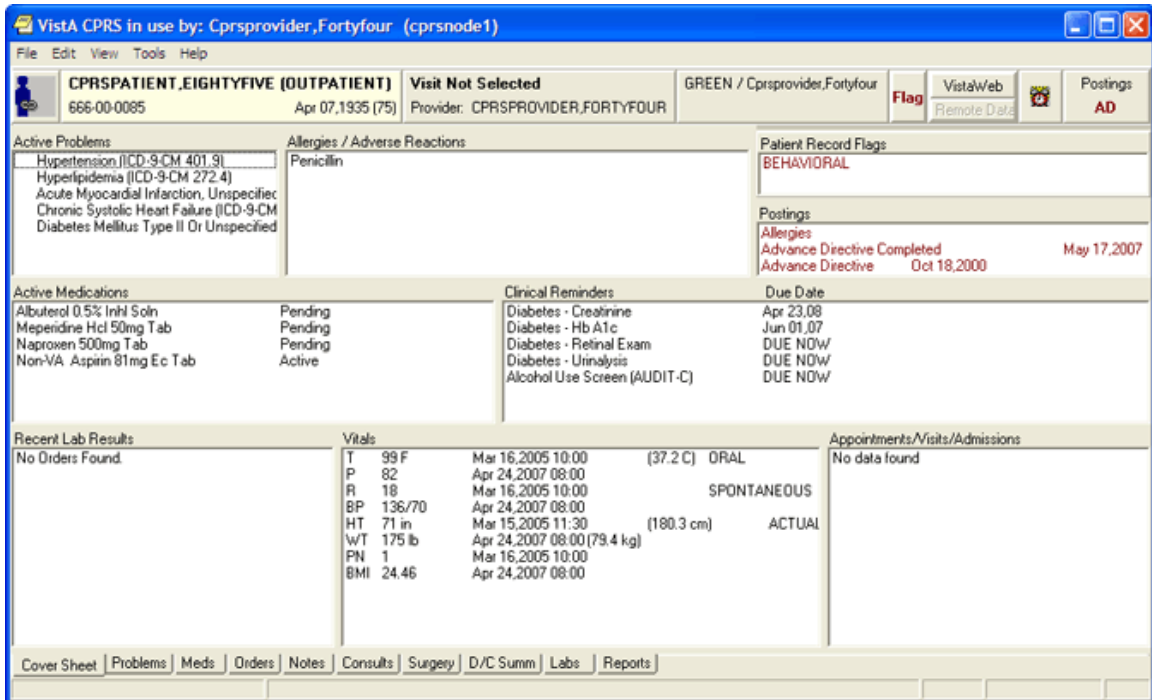 VistA CPRS in use by: Cprsprovider,Fortyfour (cprsnode1)
File Edit View Tools Help
CPRSPATIENT,EIGHTYFIVE (OUTPATIENT)
666-00-0085 Apr 07,1935 (75)
Visit Not Selected
Provider: CPRSPROVIDER,FORTYFOUR
GREEN / Cprsprovider,Fortyfour
Flag
VistaWeb
Remote Data
Postings
AD
Active Problems
Hypertension (ICD-9-CM 401.9)
Hyperlipidemia (ICD-9-CM 272.4)
Acute Myocardial Infarction, Unspecified
Chronic Systolic Heart Failure (ICD-9-CM
Diabetes Mellitus Type II Or Unspecified
Allergies / Adverse Reactions
Penicillin
Patient Record Flags
BEHAVIORAL
Postings
Allergies
Advance Directive Completed May 17,2007
Advance Directive Oct 18,2000
Active Medications
Albuterol 0.5% Inhl Soln Pending
Meperidine Hcl 50mg Tab Pending
Naproxen 500mg Tab Pending
Non-VA Aspirin 81mg Ec Tab Active
Clinical Reminders Due Date
Diabetes - Creatinine Apr 23,08
Diabetes - Hb A1c Jun 01,07
Diabetes - Retinal Exam DUE NOW
Diabetes - Urinalysis DUE NOW
Alcohol Use Screen (AUDIT-C) DUE NOW
Recent Lab Results
No Orders Found.
Vitals
T 99 F Mar 16,2005 10:00 (37.2 C) ORAL
P 82 Apr 24,2007 08:00
R 18 Mar 16,2005 10:00 SPONTANEOUS
BP 136/70 Apr 24,2007 08:00
HT 71 in Mar 15,2005 11:30 (180.3 cm) ACTUAL
WT 175 lb Apr 24,2007 08:00 (79.4 kg)
PN 1 Mar 16,2005 10:00
BMI 24.46 Apr 24,2007 08:00
Appointments/Visits/Admissions
No data found
Cover Sheet Problems Meds Orders Notes Consults Surgery D/C Summ Labs Reports